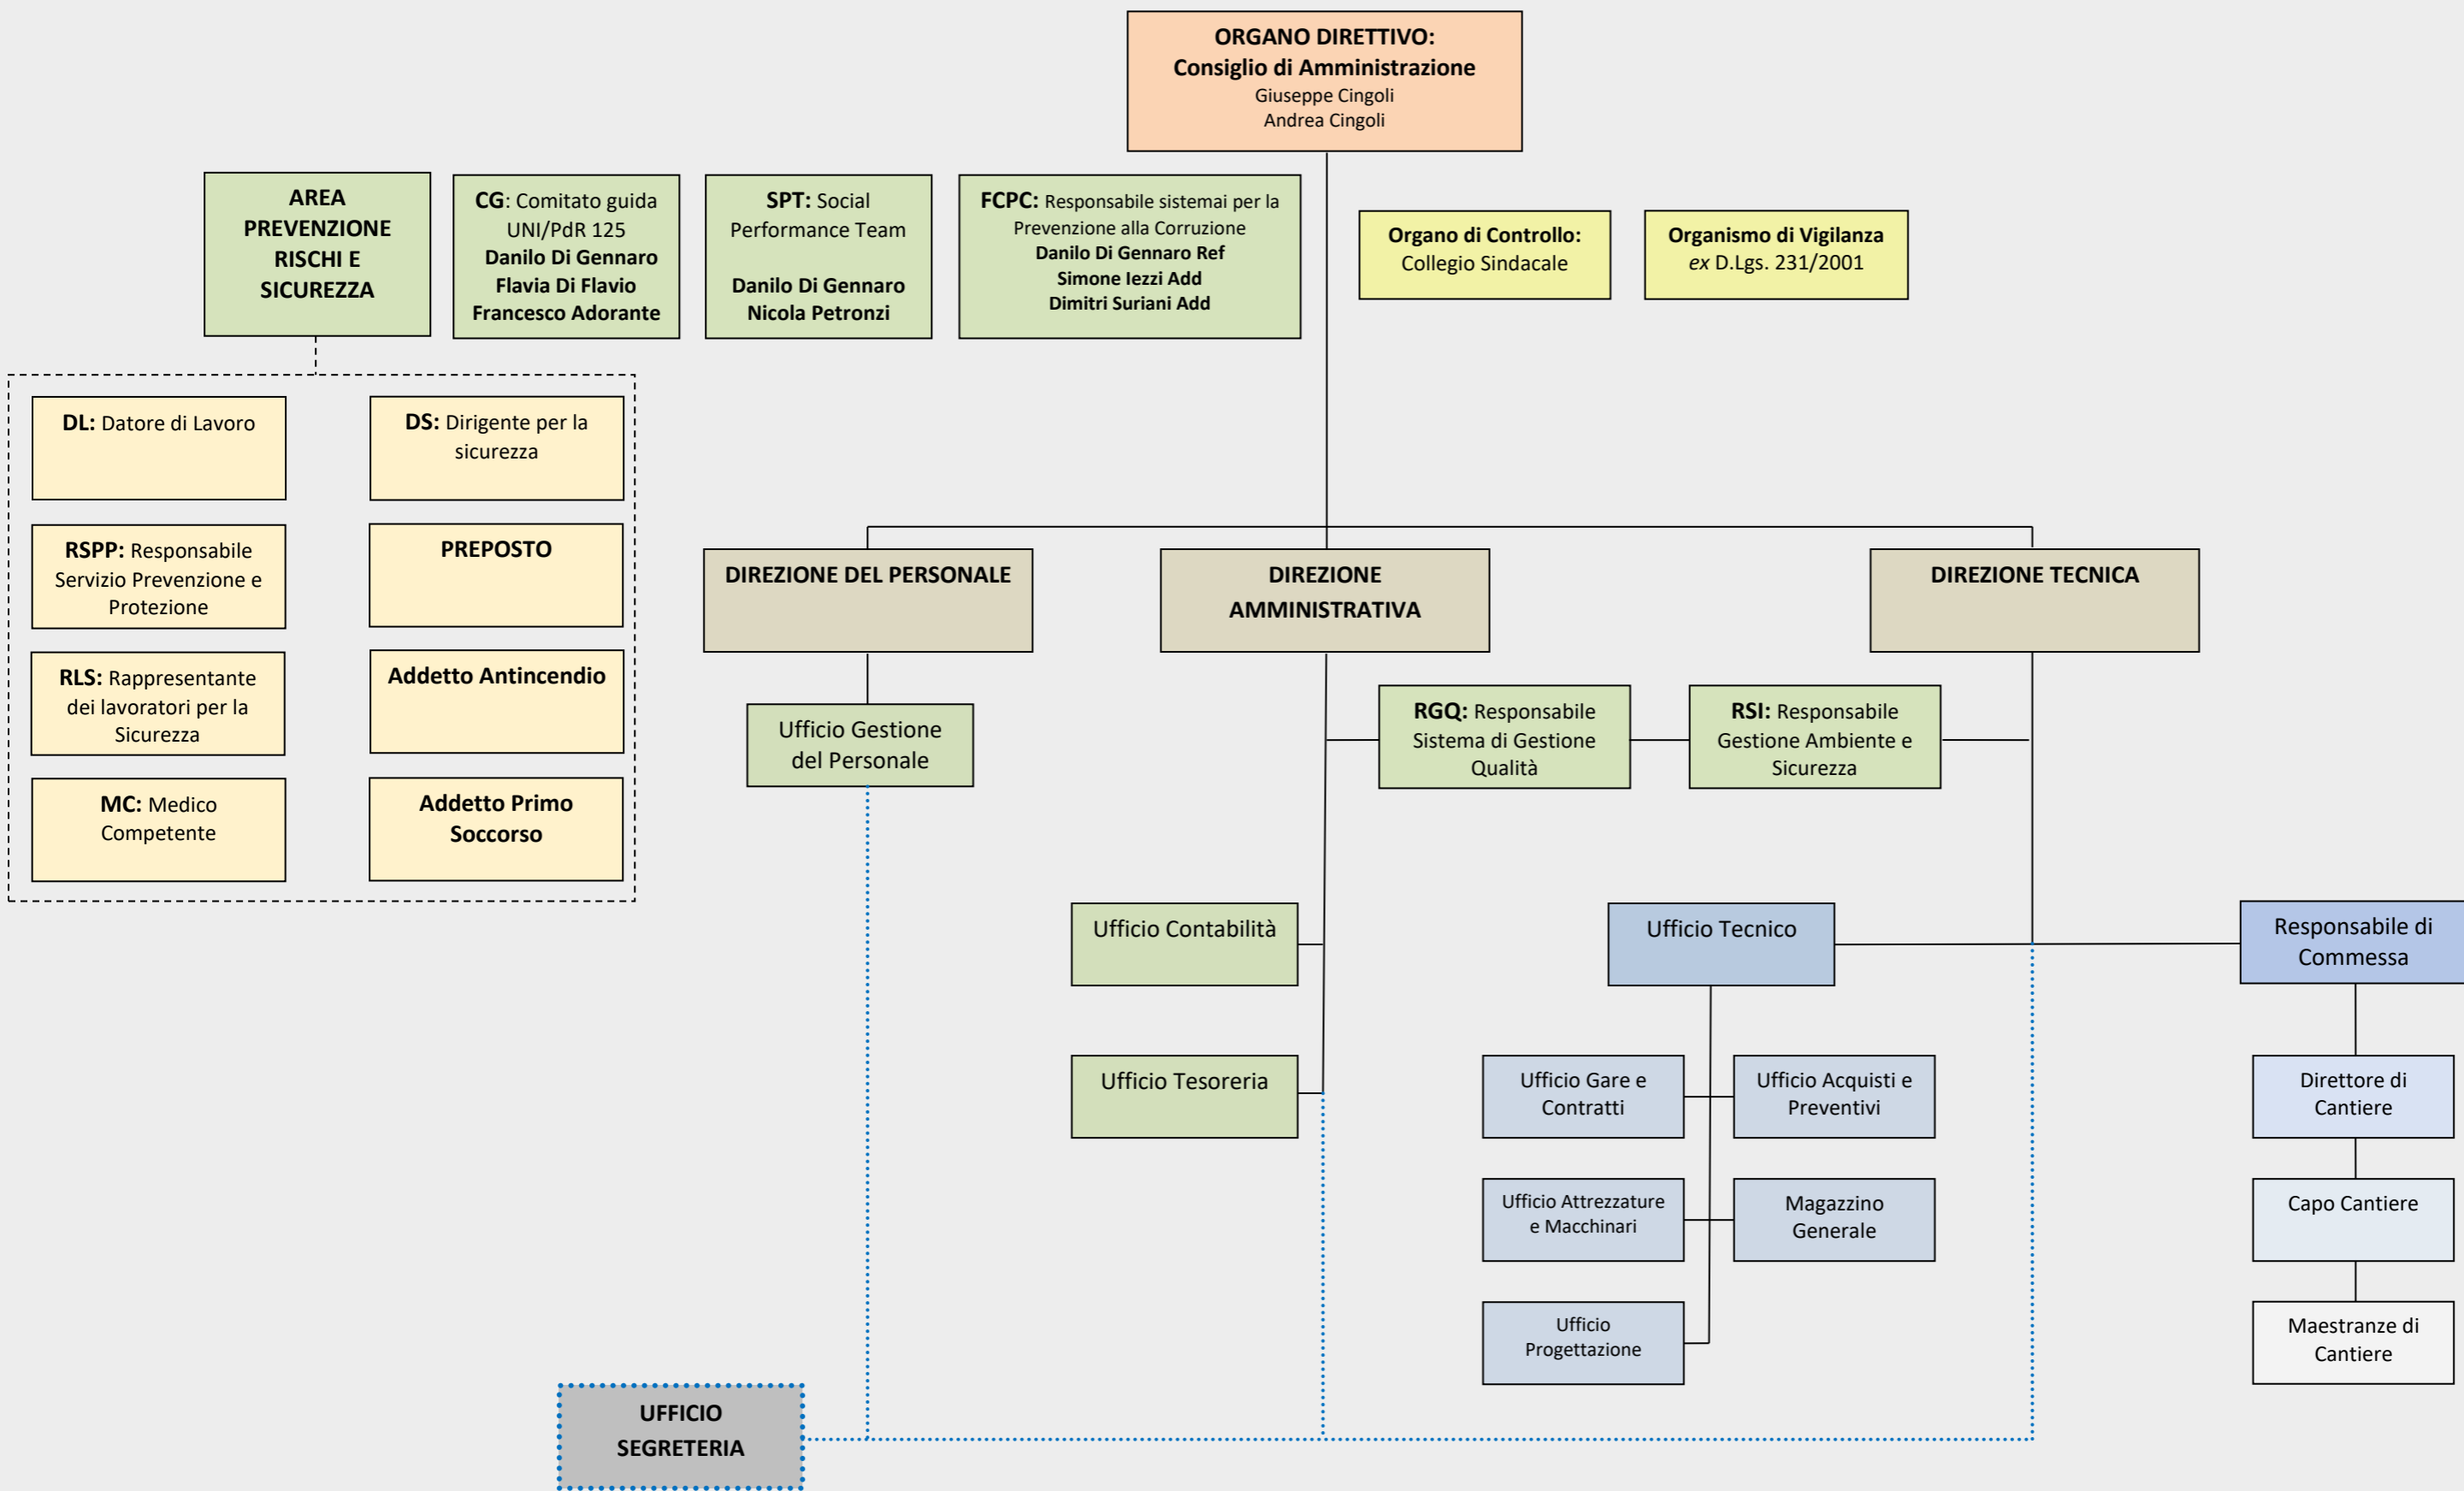 ORGANO DIRETTIVO:
Consiglio di Amministrazione
Giuseppe Cingoli
Andrea Cingoli
AREA
PREVENZIONE
RISCHI E
SICUREZZA
CG: Comitato guida
UNI/PdR 125
Danilo Di Gennaro
Flavia Di Flavio
Francesco Adorante
SPT: Social
Performance Team
Danilo Di Gennaro
Nicola Petronzi
FCPC: Responsabile sistemai per la
Prevenzione alla Corruzione
Danilo Di Gennaro Ref
Simone Iezzi Add
Dimitri Suriani Add
Organo di Controllo:
Collegio Sindacale
Organismo di Vigilanza
ex D.Lgs. 231/2001
DL: Datore di Lavoro
DS: Dirigente per la
sicurezza
RSPP: Responsabile
Servizio Prevenzione e
Protezione
PREPOSTO
RLS: Rappresentante
dei lavoratori per la
Sicurezza
Addetto Antincendio
MC: Medico
Competente
Addetto Primo
Soccorso
DIREZIONE DEL PERSONALE
DIREZIONE
AMMINISTRATIVA
DIREZIONE TECNICA
Ufficio Gestione
del Personale
RGQ: Responsabile
Sistema di Gestione
Qualità
RSI: Responsabile
Gestione Ambiente e
Sicurezza
Ufficio Contabilità
Ufficio Tecnico
Responsabile di
Commessa
Ufficio Tesoreria
Ufficio Gare e
Contratti
Ufficio Acquisti e
Preventivi
Direttore di
Cantiere
Ufficio Attrezzature
e Macchinari
Magazzino
Generale
Capo Cantiere
Ufficio
Progettazione
Maestranze di
Cantiere
UFFICIO
SEGRETERIA